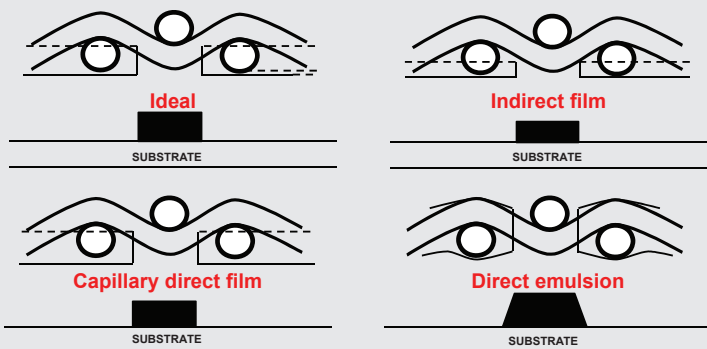 Ideal
SUBSTRATE
Indirect film
SUBSTRATE
Capillary direct film
SUBSTRATE
Direct emulsion
SUBSTRATE